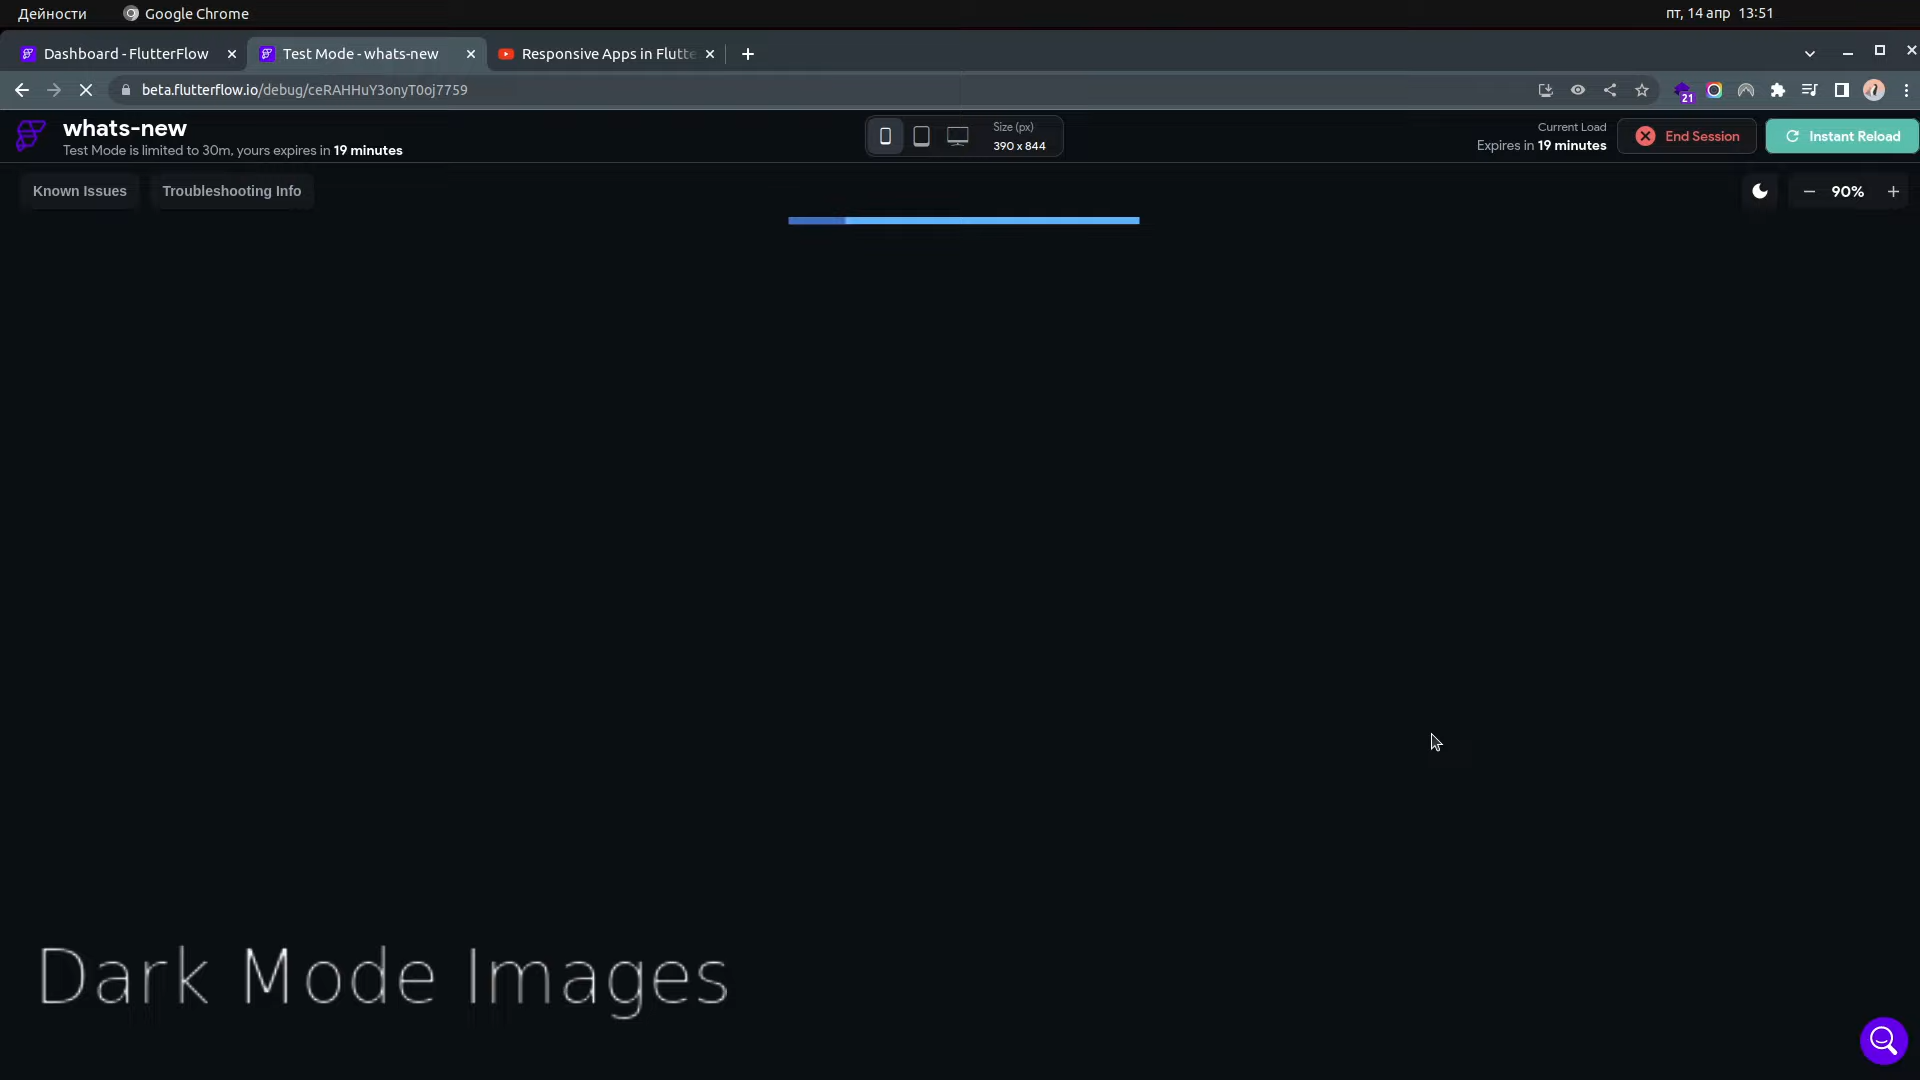 Дейности Google Chrome пт, 14 апр 13:51
Dashboard - FlutterFlow Test Mode - whats-new Responsive Apps in Flutte
beta.flutterflow.io/debug/ceRAHHuY3onyT0oj7759 21
whats-new
Test Mode is limited to 30m, yours expires in 19 minutes
Size (px)
390 x 844
Current Load
Expires in 19 minutes
End Session
Instant Reload
Known Issues Troubleshooting Info 90%
Dark Mode Images